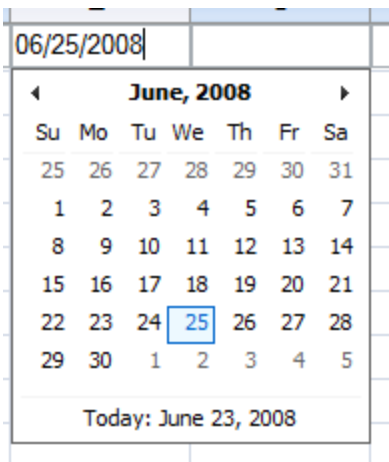 06/25/2008
June, 2008
Su Mo Tu We Th Fr Sa
25 26 27 28 29 30 31
1 2 3 4 5 6 7
8 9 10 11 12 13 14
15 16 17 18 19 20 21
22 23 24 25 26 27 28
29 30 1 2 3 4 5
Today: June 23, 2008